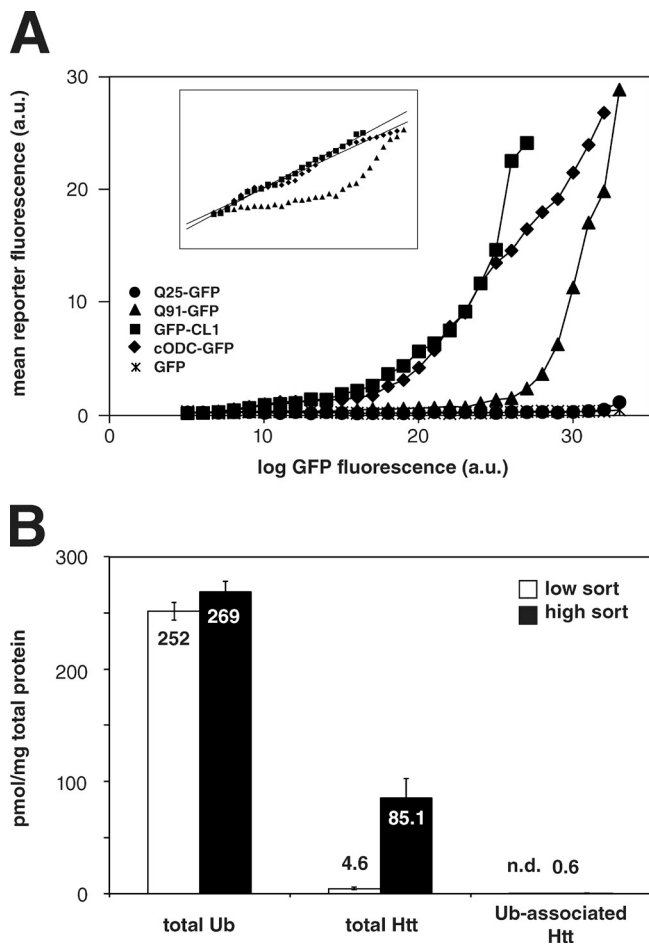 A
30
20
10
0
mean reporter fluorescence (a.u.)
Q25-GFP
Q91-GFP
GFP-CL1
cODC-GFP
GFP
0
10
20
30
log GFP fluorescence (a.u.)
B
300
200
100
0
pmol/mg total protein
low sort
high sort
252
269
4.6
85.1
n.d. 0.6
total Ub
total Htt
Ub-associated
Htt